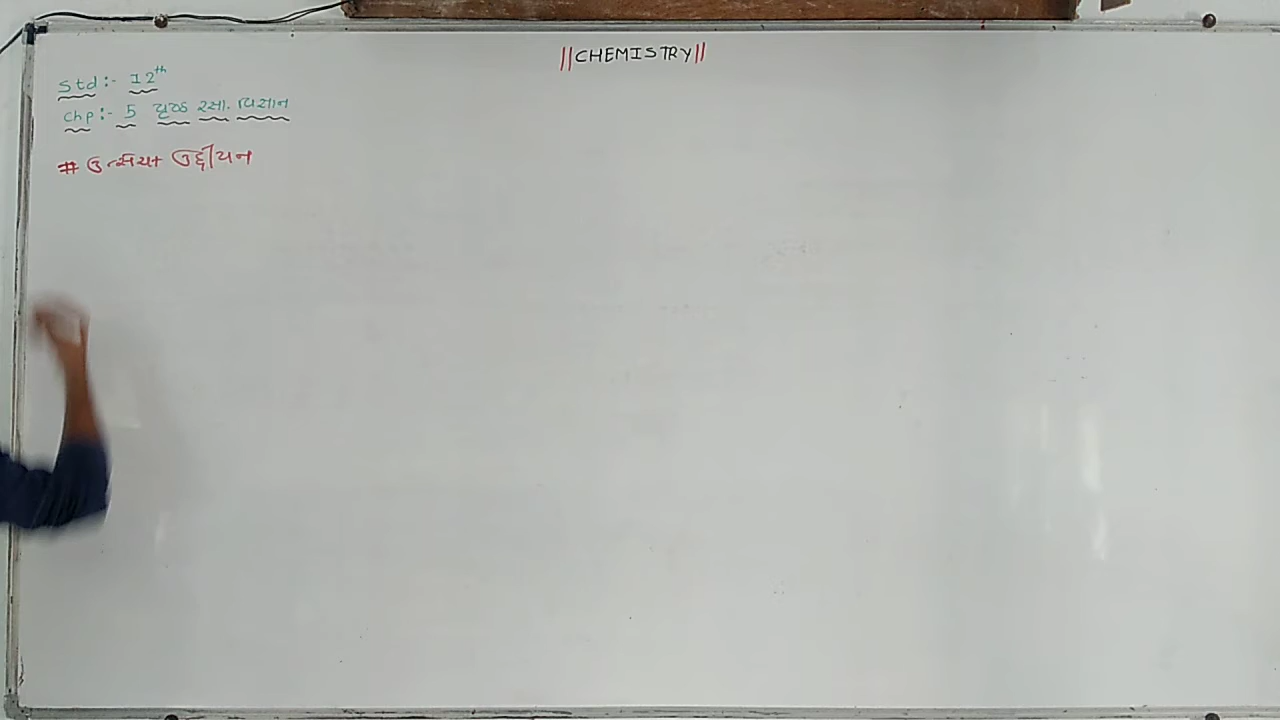 ||CHEMISTRY||
Std:- 12th
Chp:- 5 પૃષ્ઠ રસા. વિજ્ઞાન
# ઉત્સેચક ઉદ્દીપન